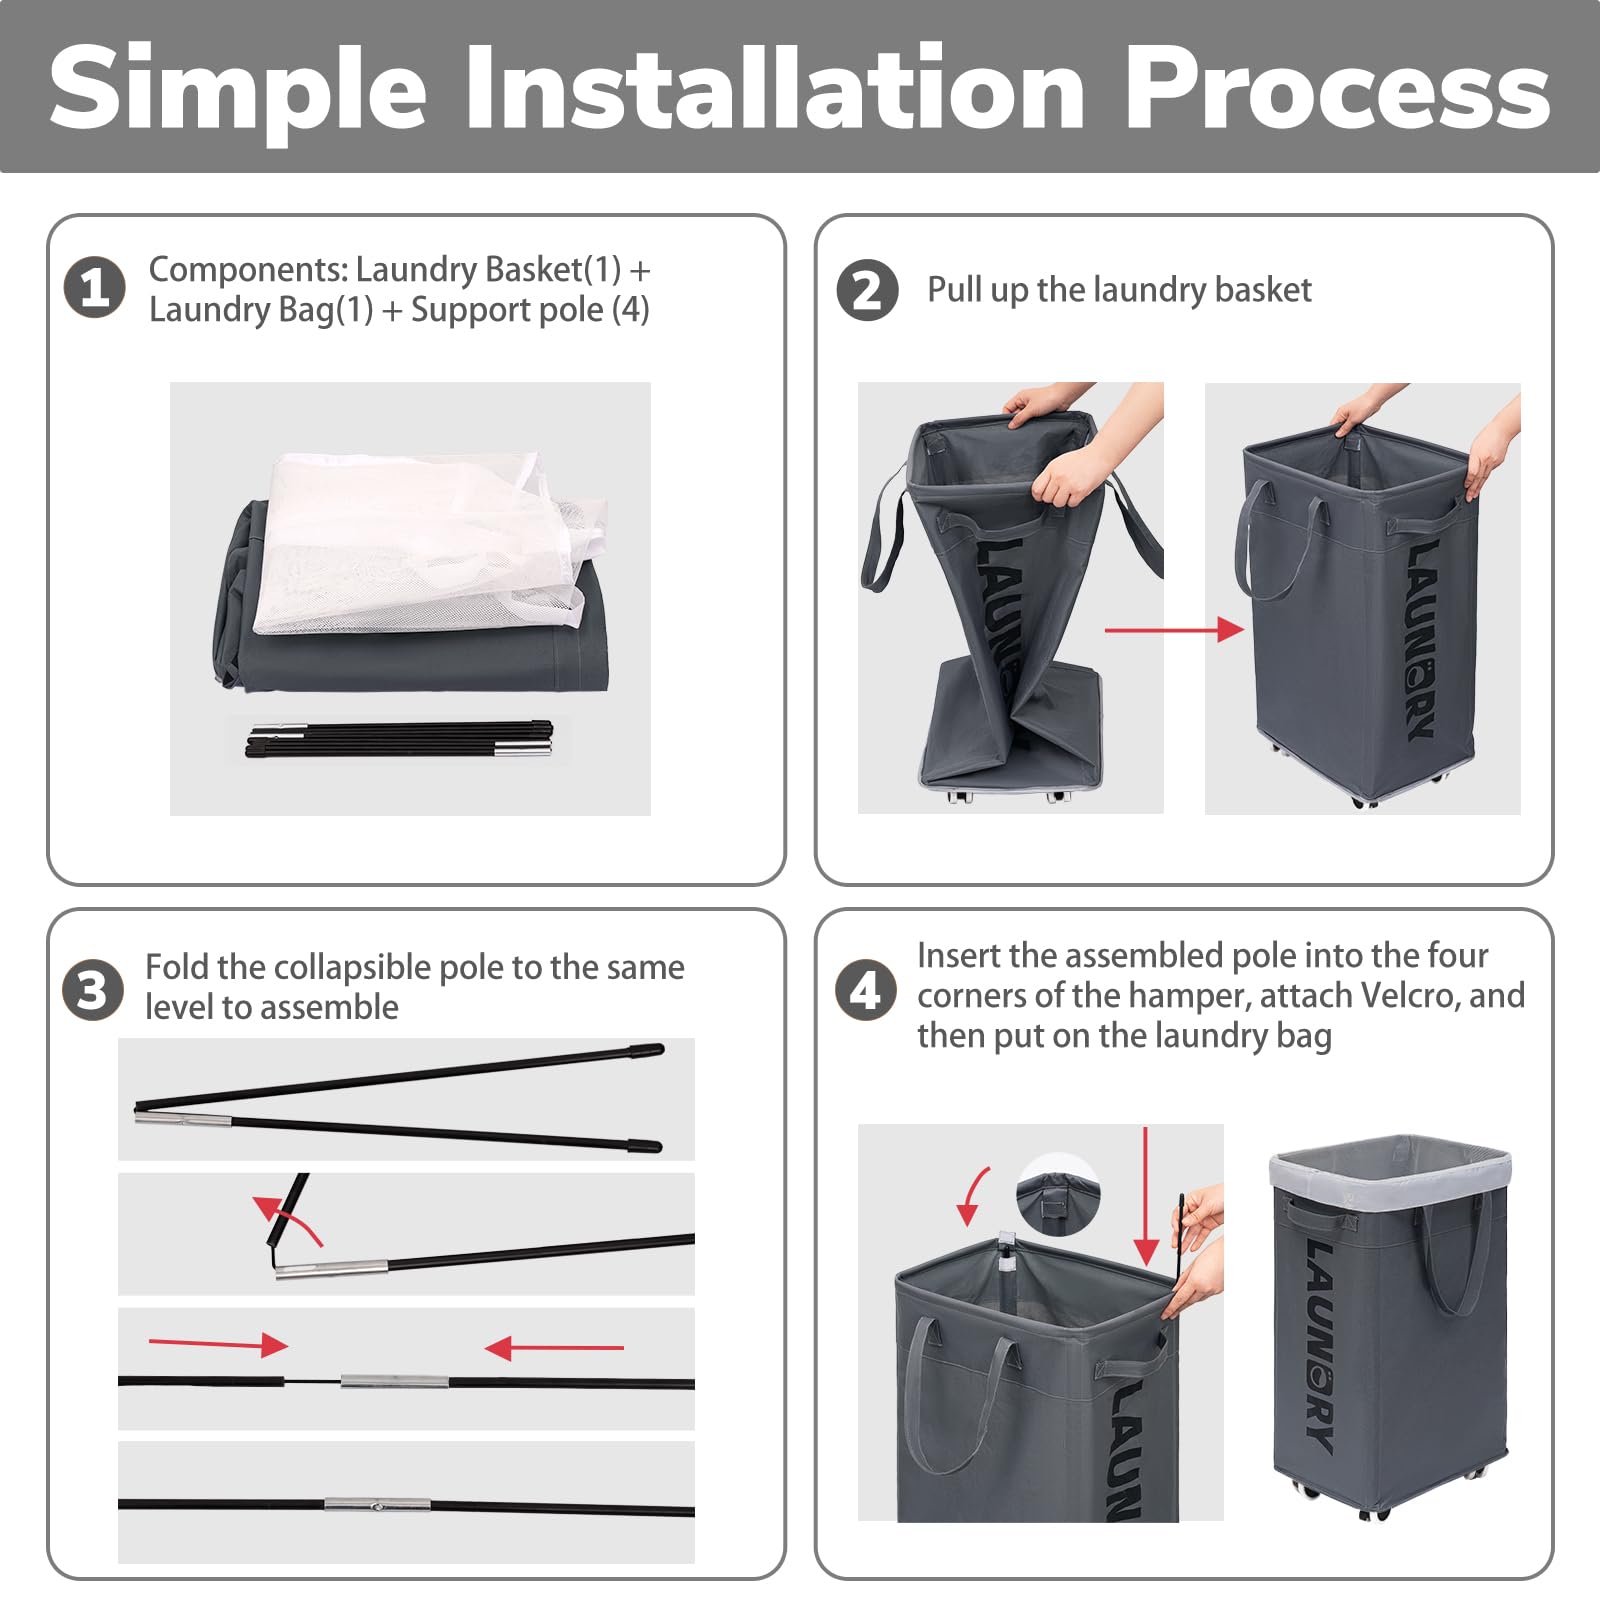 Simple Installation Process
1
Components: Laundry Basket(1) +
Laundry Bag(1) + Support pole (4)
2
Pull up the laundry basket
LAUNDRY
LAUNDRY
3
Fold the collapsible pole to the same
level to assemble
4
Insert the assembled pole into the four
corners of the hamper, attach Velcro, and
then put on the laundry bag
LAUN
LAUNDRY